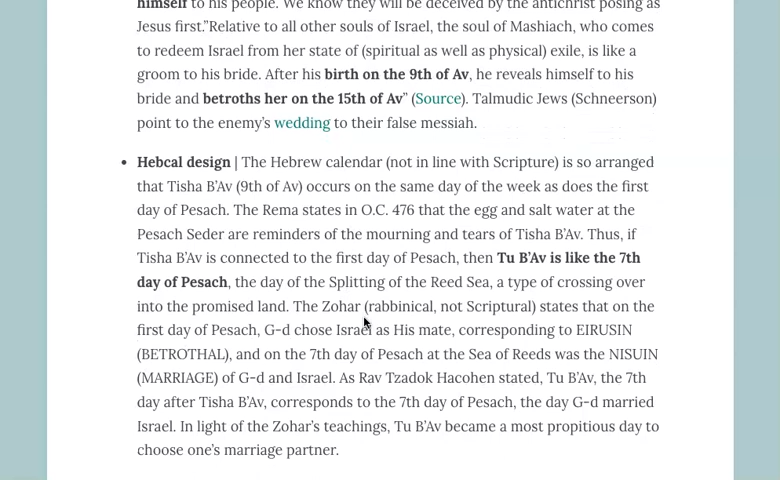 himself to his people. We know they will be deceived by the antichrist posing as
Jesus first.”Relative to all other souls of Israel, the soul of Mashiach, who comes
to redeem Israel from her state of (spiritual as well as physical) exile, is like a
groom to his bride. After his birth on the 9th of Av, he reveals himself to his
bride and betroths her on the 15th of Av” (Source). Talmudic Jews (Schneerson)
point to the enemy’s wedding to their false messiah.
• Hebcal design | The Hebrew calendar (not in line with Scripture) is so arranged
that Tisha B’Av (9th of Av) occurs on the same day of the week as does the first
day of Pesach. The Rema states in O.C. 476 that the egg and salt water at the
Pesach Seder are reminders of the mourning and tears of Tisha B’Av. Thus, if
Tisha B’Av is connected to the first day of Pesach, then Tu B’Av is like the 7th
day of Pesach, the day of the Splitting of the Reed Sea, a type of crossing over
into the promised land. The Zohar (rabbinical, not Scriptural) states that on the
first day of Pesach, G-d chose Israel as His mate, corresponding to EIRUSIN
(BETROTHAL), and on the 7th day of Pesach at the Sea of Reeds was the NISUIN
(MARRIAGE) of G-d and Israel. As Rav Tzadok Hacohen stated, Tu B’Av, the 7th
day after Tisha B’Av, corresponds to the 7th day of Pesach, the day G-d married
Israel. In light of the Zohar’s teachings, Tu B’Av became a most propitious day to
choose one’s marriage partner.